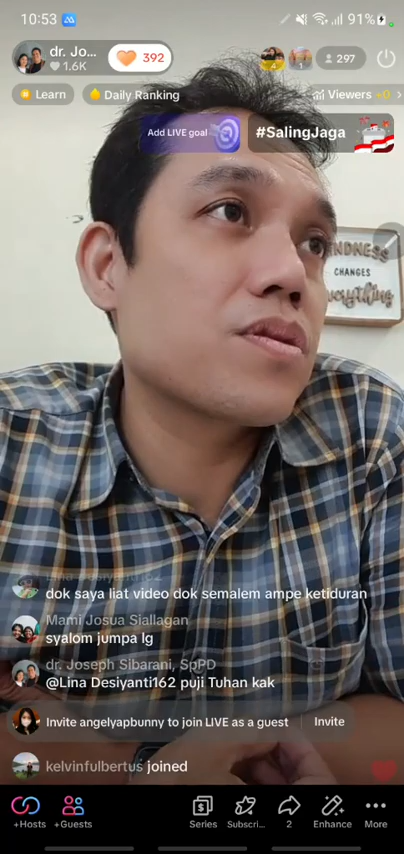 10:53
91%
dr. Jo...
1.6K
392
297
Learn
Daily Ranking
Viewers +0 >
Add LIVE goal
#SalingJaga
KINDNESS
CHANGES
everything
Lina Desiyanti162
dok saya liat video dok semalem ampe ketiduran
Mami Josua Siallagan
syalom jumpa lg
dr. Joseph Sibarani, SpPD
@Lina Desiyanti162 puji Tuhan kak
Invite angelyapbunny to join LIVE as a guest
Invite
kelvinfulbertus joined
+Hosts
+Guests
Series
Subscri...
2
Enhance
More